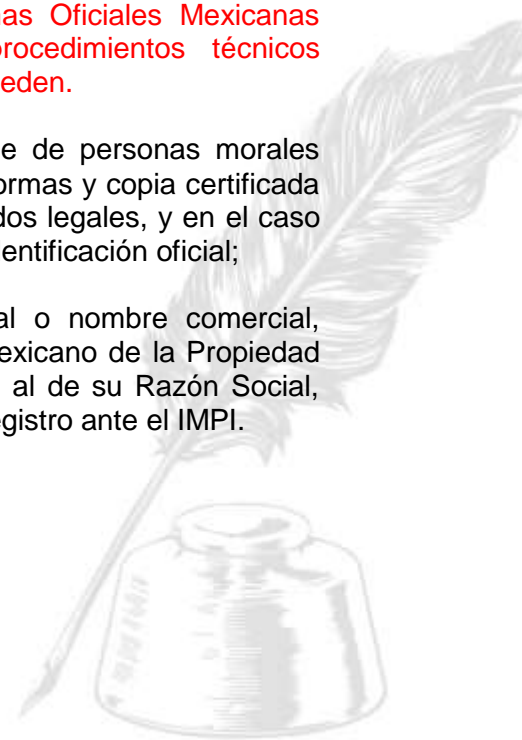 nas Oficiales Mexicanas
procedimientos técnicos
eden.
e de personas morales
ormas y copia certificada
dos legales, y en el caso
entificación oficial;
al o nombre comercial,
exicano de la Propiedad
al de su Razón Social,
egistro ante el IMPI.